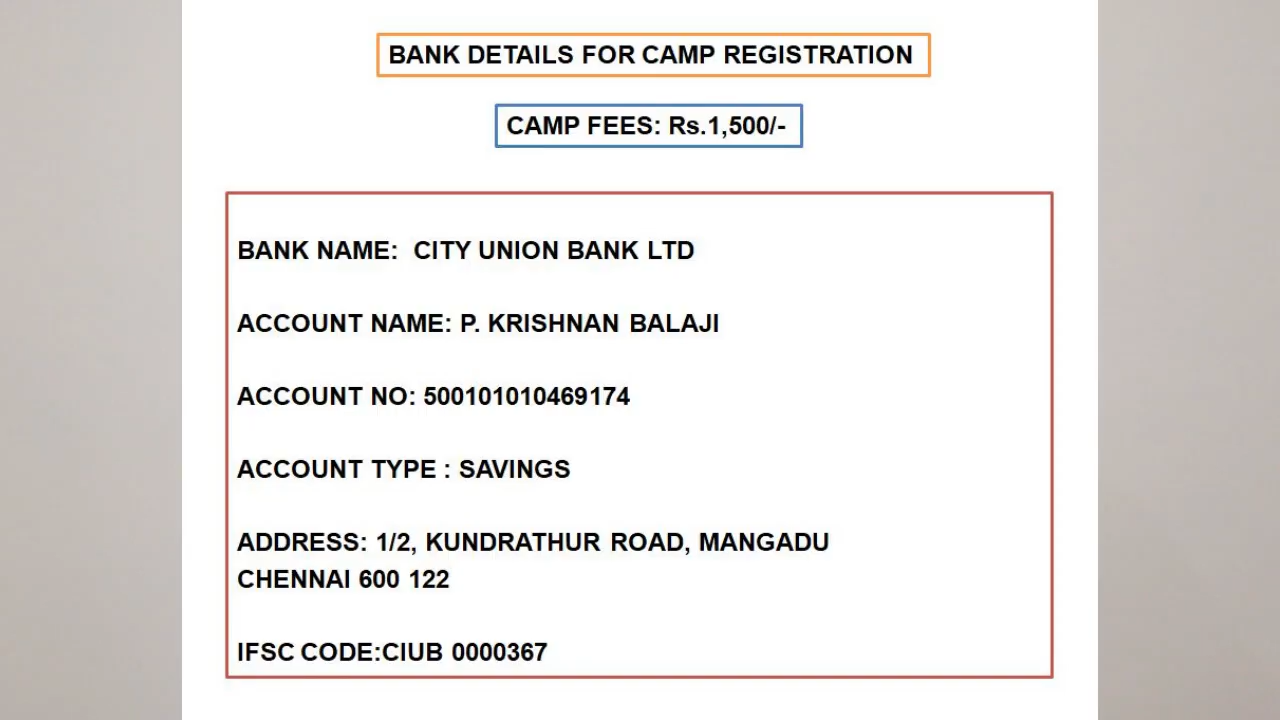 BANK DETAILS FOR CAMP REGISTRATION
CAMP FEES: Rs.1,500/-
BANK NAME:  CITY UNION BANK LTD
ACCOUNT NAME: P. KRISHNAN BALAJI
ACCOUNT NO: 500101010469174
ACCOUNT TYPE : SAVINGS
ADDRESS: 1/2, KUNDRATHUR ROAD, MANGADU
CHENNAI 600 122
IFSC CODE:CIUB 0000367